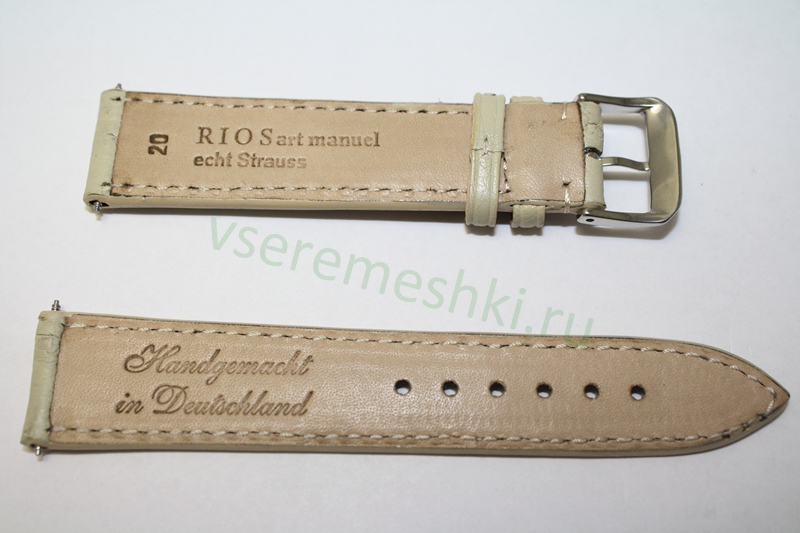 20
RIOS art manuel
echt Strauss
vseremeshki.ru
Handgemacht
in Deutschland